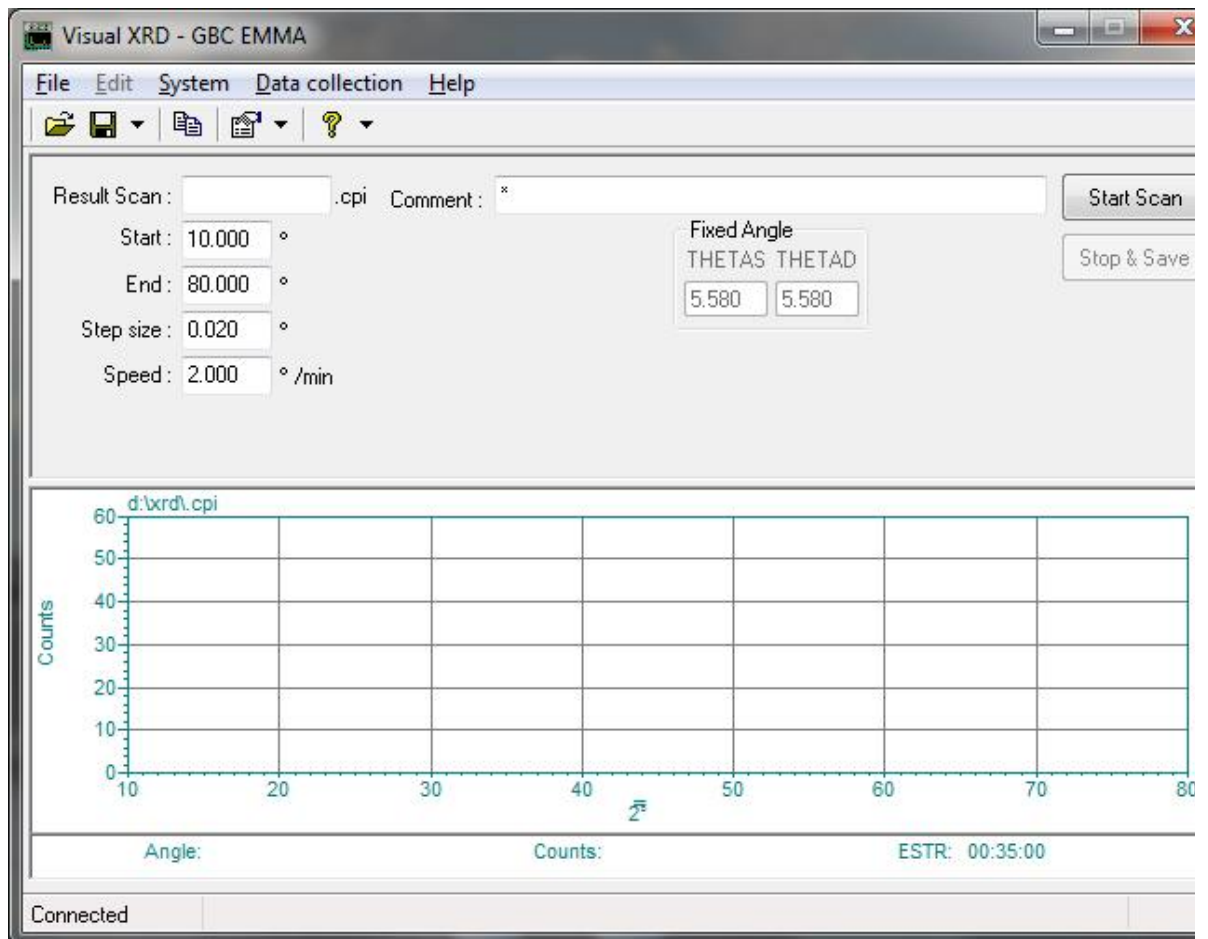 Visual XRD - GBC EMMA
File Edit System Data collection Help
Result Scan : .cpi Comment : * Start Scan
Start : 10.000 ° Fixed Angle
THETAS THETAD Stop & Save
End : 80.000 ° 5.580 5.580
Step size : 0.020 °
Speed : 2.000 ° /min
d:\xrd\.cpi
60
50
40
30
20
10
0
Counts
10 20 30 40 50 60 70 80
Angle: Counts: ESTR: 00:35:00
Connected